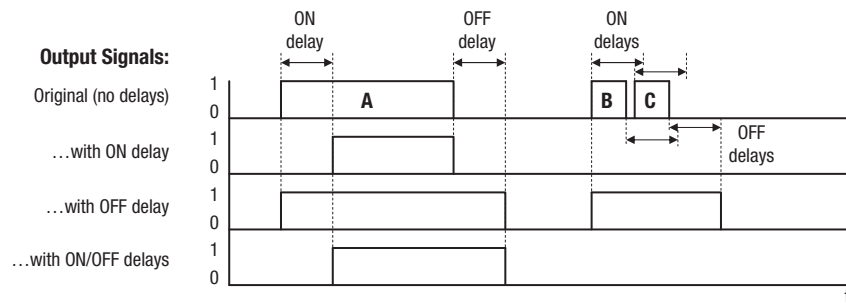 ON
delay
OFF
delay
ON
delays
Output Signals:
Original (no delays)
1
0
A
B
C
OFF
delays
…with ON delay
1
0
…with OFF delay
1
0
…with ON/OFF delays
1
0